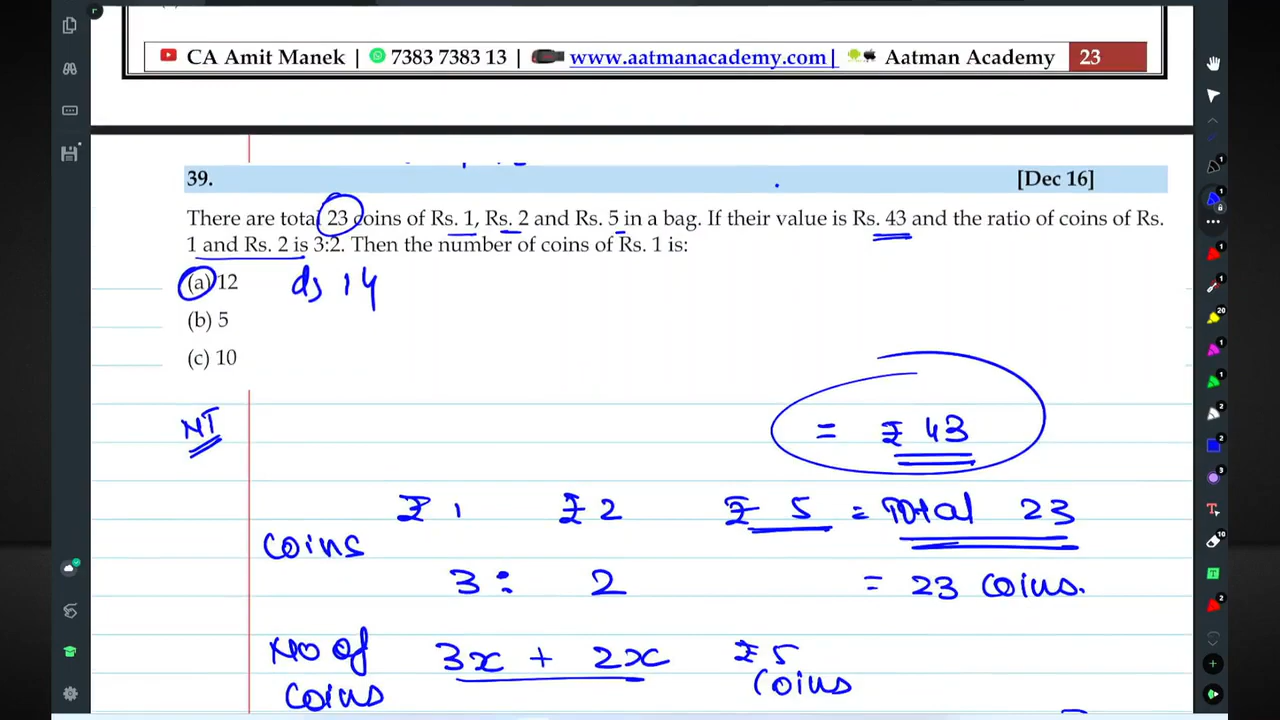 CA Amit Manek | 7383 7383 13 | www.aatmanacademy.com | Aatman Academy 23
39. [Dec 16]
There are total 23 coins of Rs. 1, Rs. 2 and Rs. 5 in a bag. If their value is Rs. 43 and the ratio of coins of Rs.
1 and Rs. 2 is 3:2. Then the number of coins of Rs. 1 is:
(a) 12 d) 14
(b) 5
(c) 10
MT
= ₹ 43
₹ 1 ₹ 2 ₹ 5 = Total 23
coins
3 : 2 = 23 coins.
No of 3x + 2x ₹5
coins coins